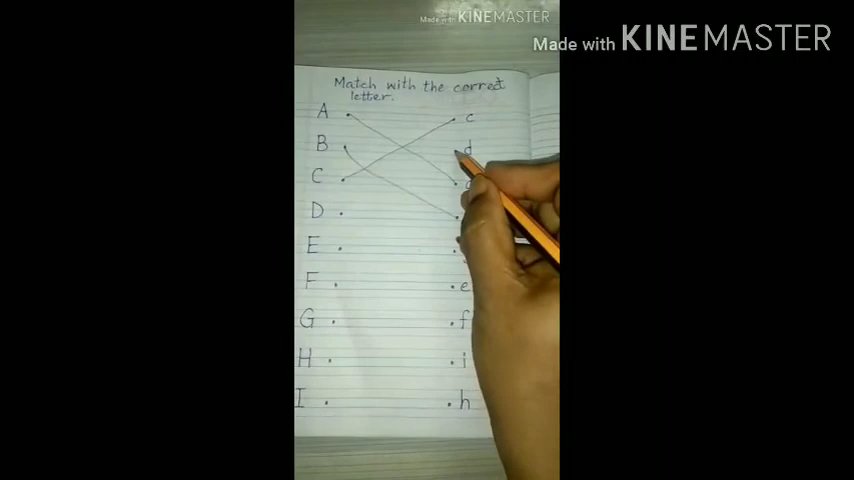 Made with KINEMASTER
Made with KINEMASTER
Match with the correct
letter.
A c
B d
C
D
E
F e
G f
H i
I h